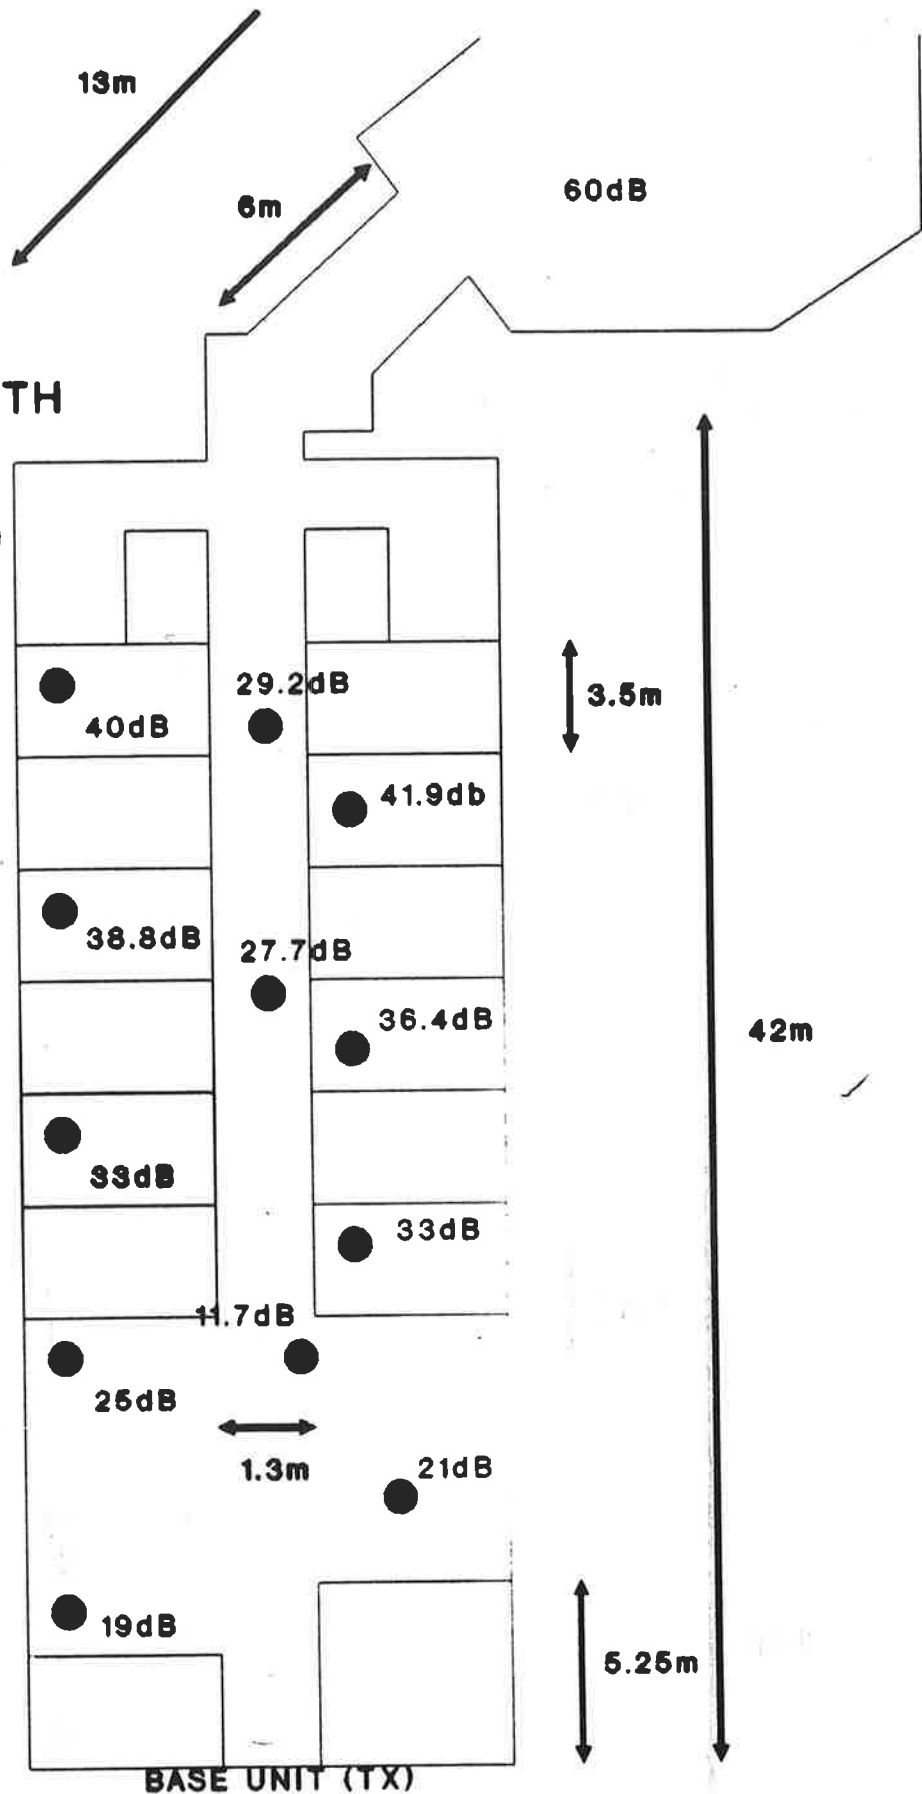 13m
6m
60dB
TH
29.2dB
3.5m
40dB
41.9db
38.8dB
27.7dB
36.4dB
42m
33dB
33dB
11.7dB
25dB
1.3m
21dB
19dB
5.25m
BASE UNIT (TX)